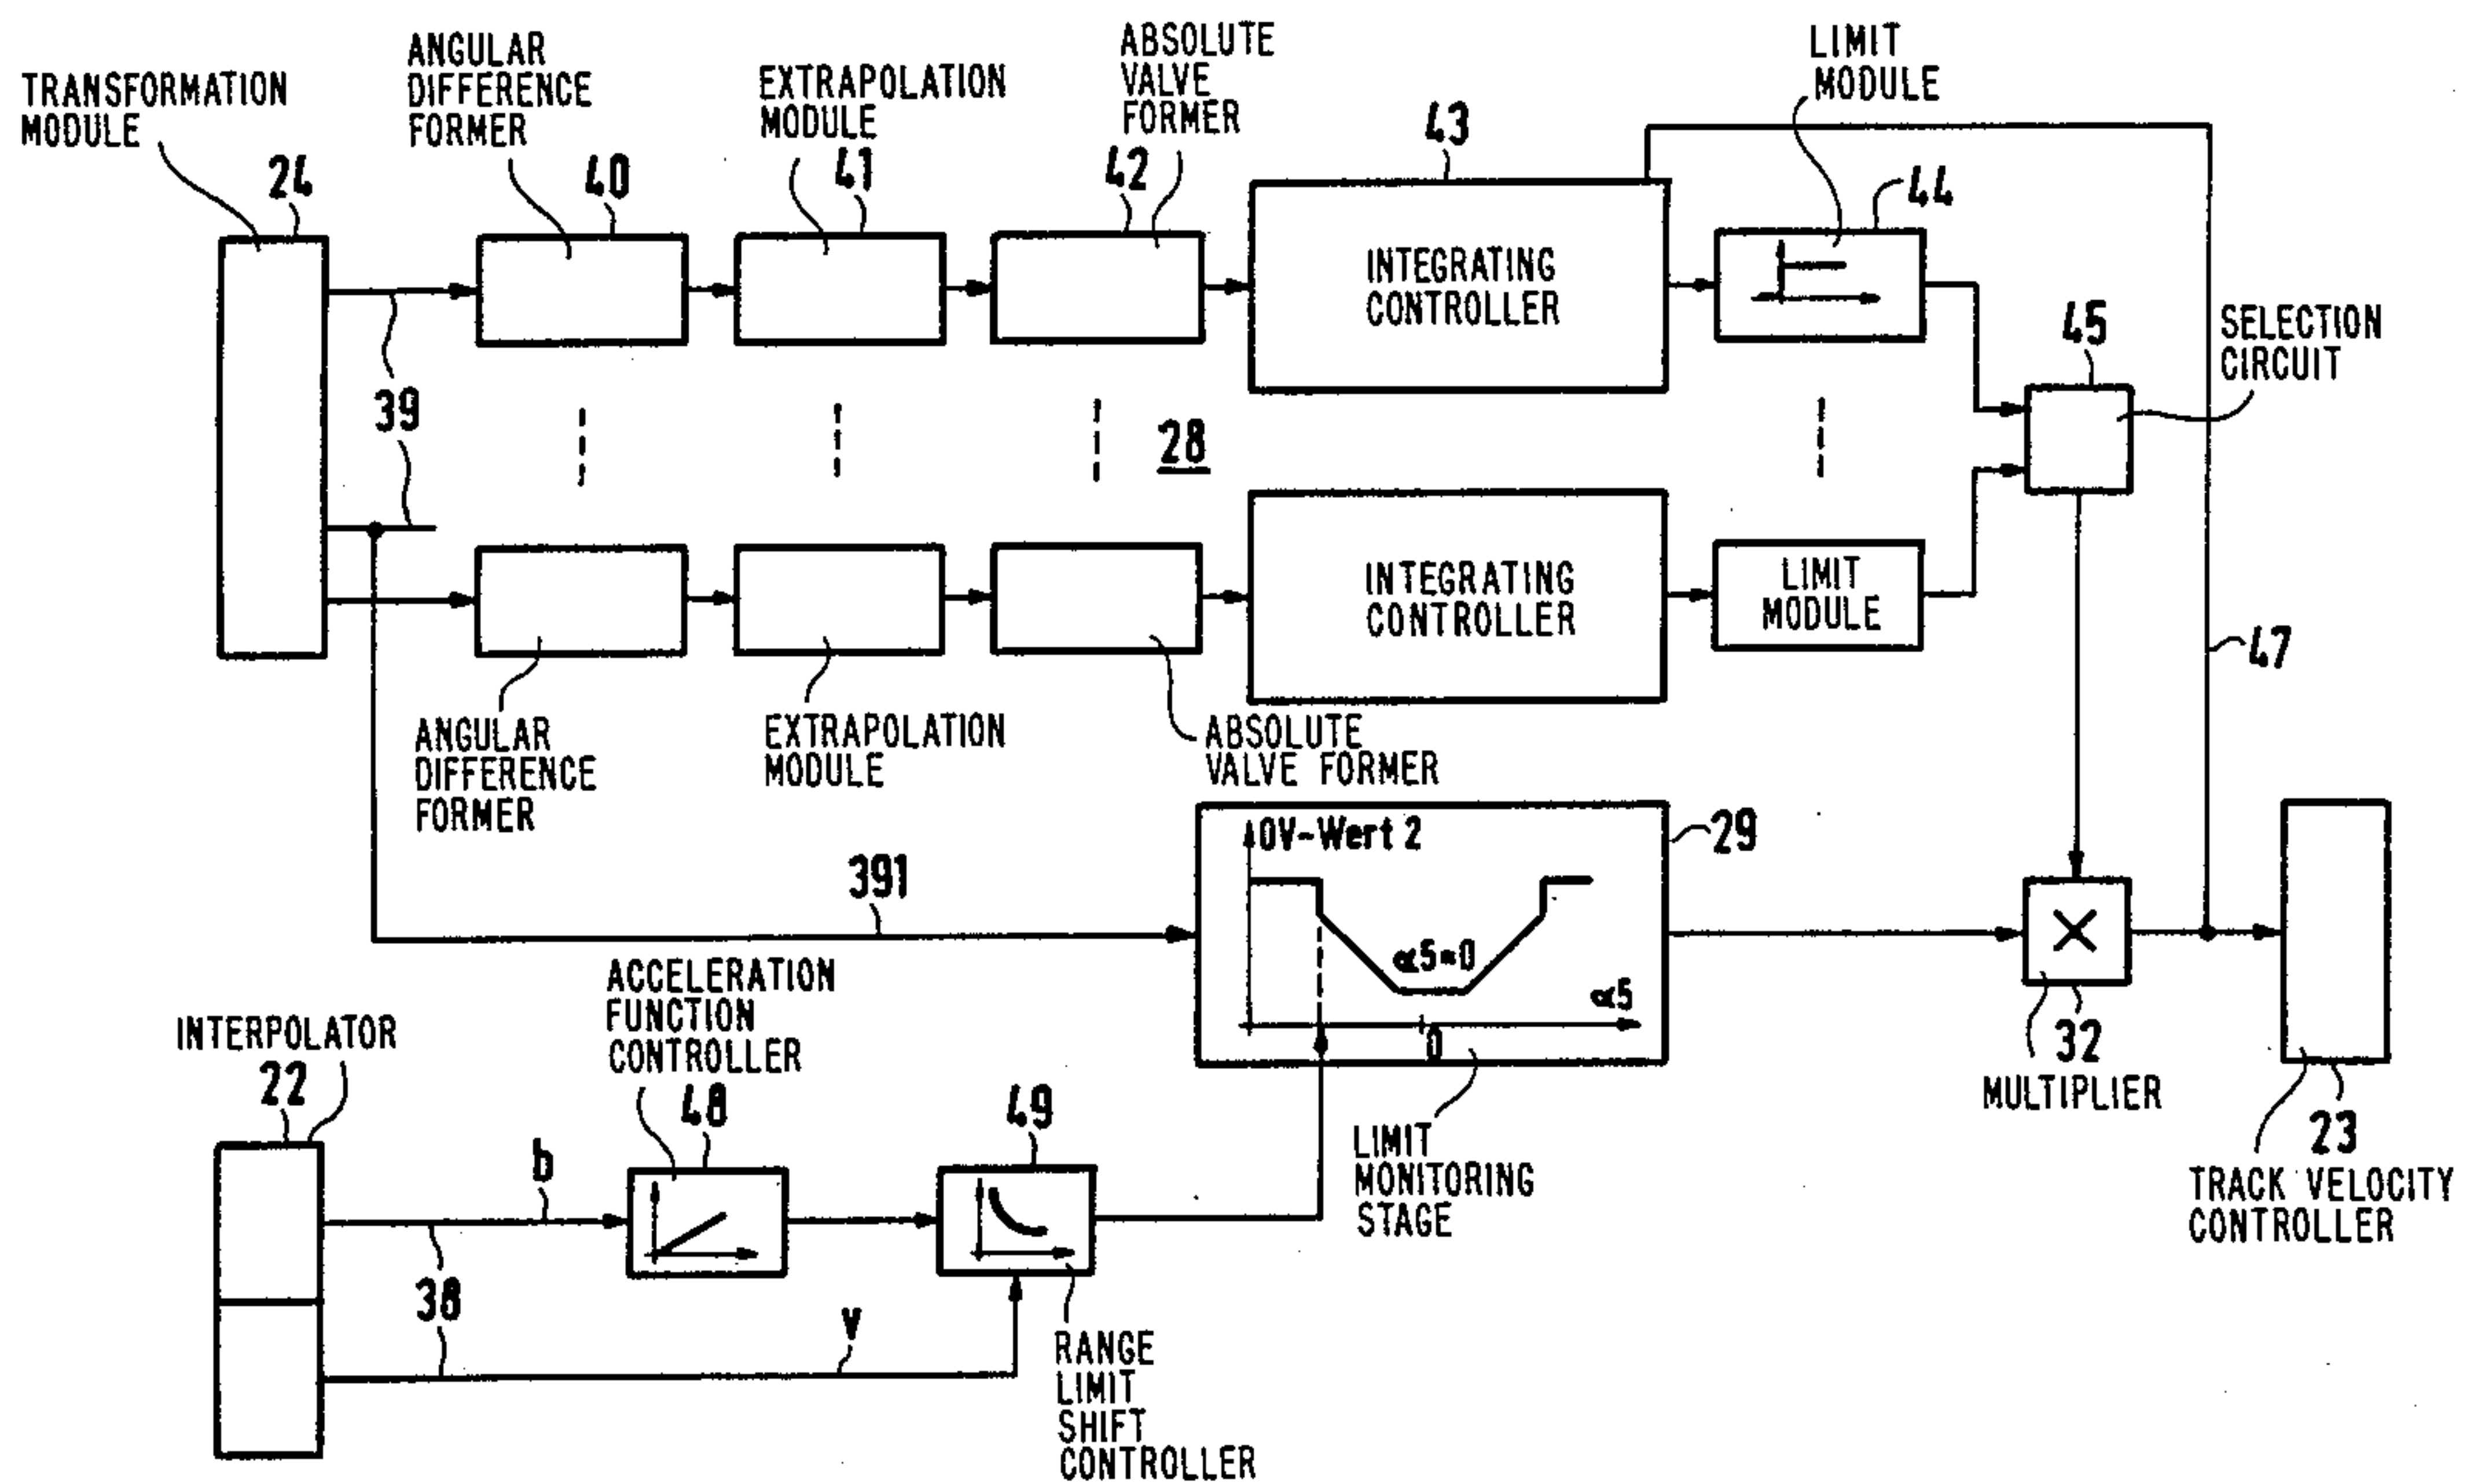 TRANSFORMATION
MODULE
24
ANGULAR
DIFFERENCE
FORMER
40
EXTRAPOLATION
MODULE
41
ABSOLUTE
VALVE
FORMER
42
43
LIMIT
MODULE
44
INTEGRATING
CONTROLLER
45
SELECTION
CIRCUIT
39
28
INTEGRATING
CONTROLLER
LIMIT
MODULE
47
ANGULAR
DIFFERENCE
FORMER
EXTRAPOLATION
MODULE
ABSOLUTE
VALVE FORMER
391
OV-Wert 2
α5=0
α5
0
29
32
MULTIPLIER
23
TRACK VELOCITY
CONTROLLER
INTERPOLATOR
22
ACCELERATION
FUNCTION
CONTROLLER
48
49
LIMIT
MONITORING
STAGE
b
38
V
RANGE
LIMIT
SHIFT
CONTROLLER